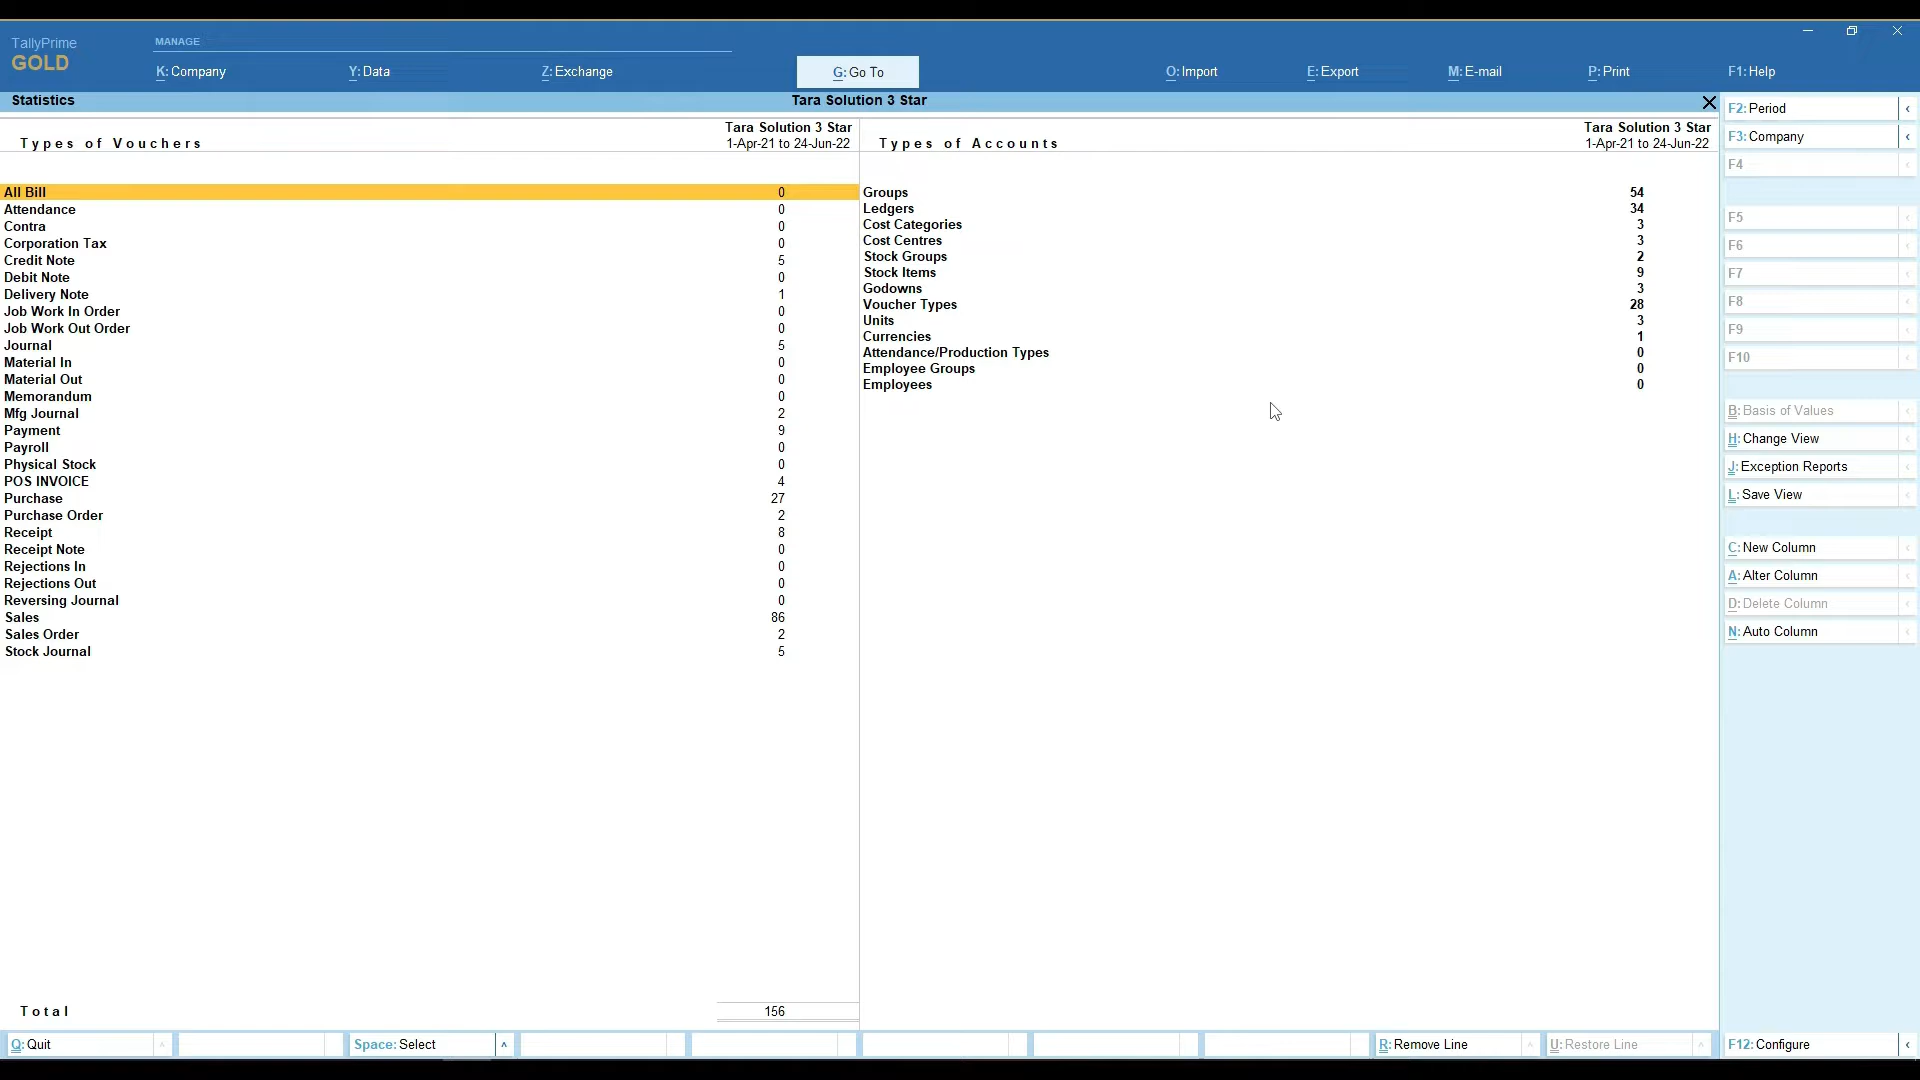 TallyPrime
GOLD
MANAGE
K: Company
Y: Data
Z: Exchange
G: Go To
O: Import
E: Export
M: E-mail
P: Print
F1: Help
Statistics
Tara Solution 3 Star
Types of Vouchers
Tara Solution 3 Star
1-Apr-21 to 24-Jun-22
All Bill 0
Attendance 0
Contra 0
Corporation Tax 0
Credit Note 5
Debit Note 0
Delivery Note 1
Job Work In Order 0
Job Work Out Order 0
Journal 5
Material In 0
Material Out 0
Memorandum 0
Mfg Journal 2
Payment 9
Payroll 0
Physical Stock 0
POS INVOICE 4
Purchase 27
Purchase Order 2
Receipt 8
Receipt Note 0
Rejections In 0
Rejections Out 0
Reversing Journal 0
Sales 86
Sales Order 2
Stock Journal 5
Total 156
Types of Accounts
Tara Solution 3 Star
1-Apr-21 to 24-Jun-22
Groups 54
Ledgers 34
Cost Categories 3
Cost Centres 3
Stock Groups 2
Stock Items 9
Godowns 3
Voucher Types 28
Units 3
Currencies 1
Attendance/Production Types 0
Employee Groups 0
Employees 0
F2: Period
F3: Company
F4
F5
F6
F7
F8
F9
F10
B: Basis of Values
H: Change View
J: Exception Reports
L: Save View
C: New Column
A: Alter Column
D: Delete Column
N: Auto Column
Q: Quit
Space: Select
R: Remove Line
U: Restore Line
F12: Configure